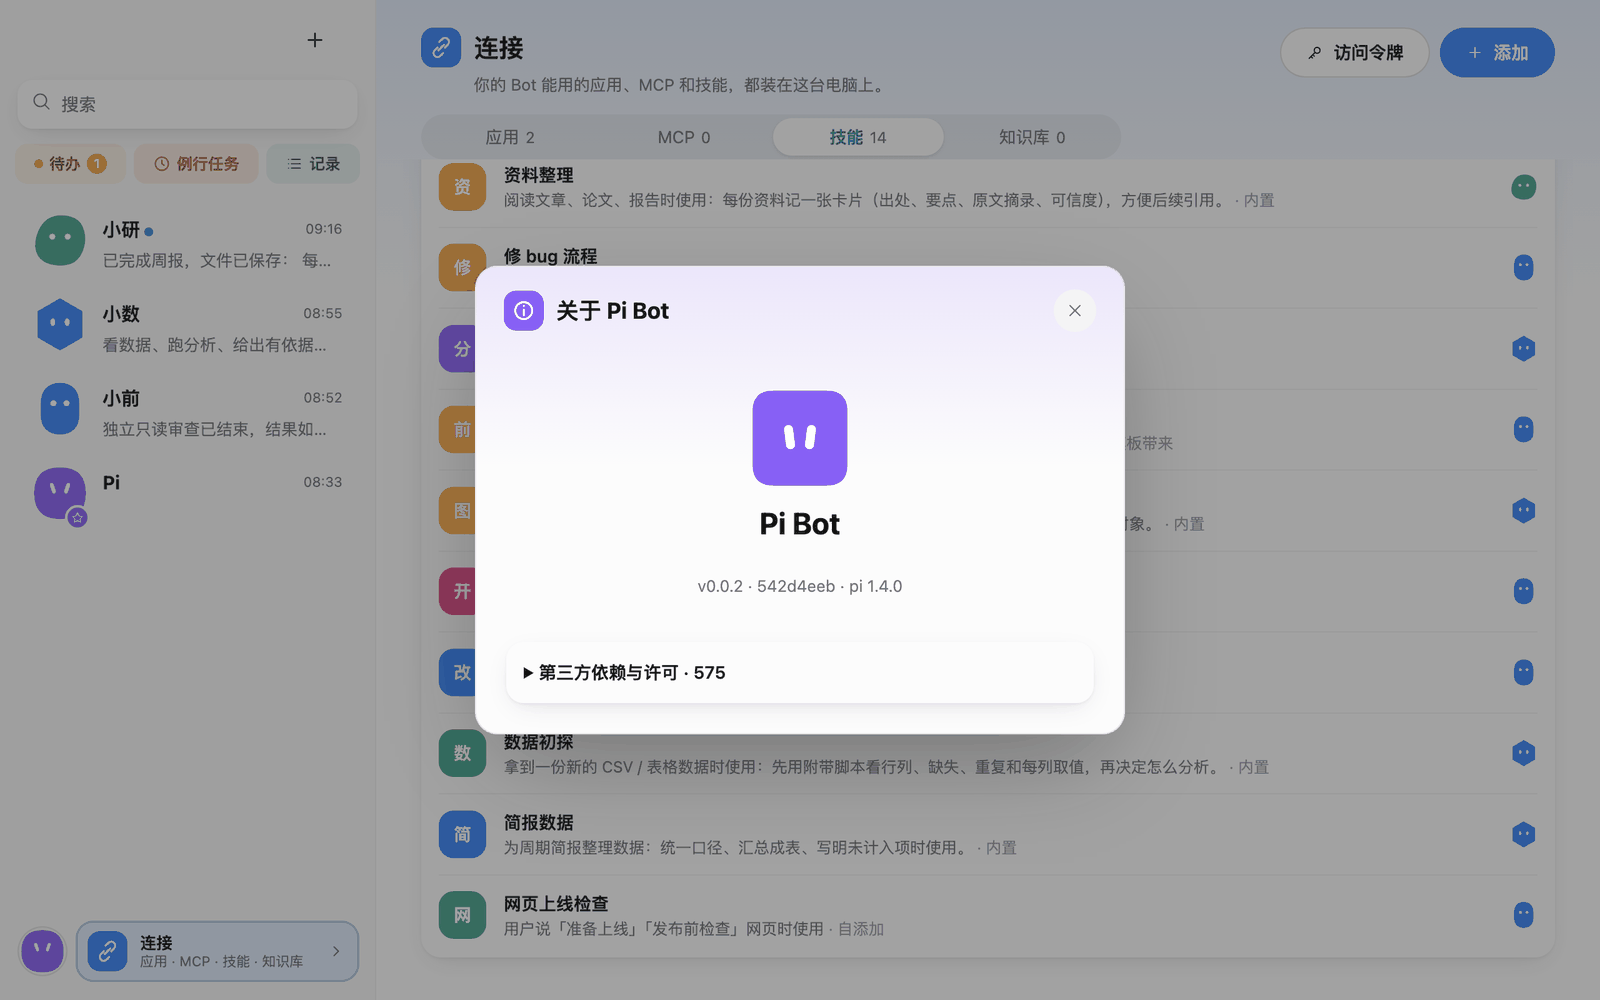 搜索
待办 1
例行任务
记录
小研
09:16
已完成周报，文件已保存： 每...
小数
08:55
看数据、跑分析、给出有依据...
小前
08:52
独立只读审查已结束，结果如...
Pi
08:33
连接
应用 · MCP · 技能 · 知识库
连接
你的 Bot 能用的应用、MCP 和技能，都装在这台电脑上。
访问令牌
添加
应用 2
MCP 0
技能 14
知识库 0
资
资料整理
阅读文章、论文、报告时使用：每份资料记一张卡片（出处、要点、原文摘录、可信度），方便后续引用。 · 内置
修
修 bug 流程
分
前
板带来
图
象。 · 内置
开
改
数
数据初探
拿到一份新的 CSV / 表格数据时使用：先用附带脚本看行列、缺失、重复和每列取值，再决定怎么分析。 · 内置
简
简报数据
为周期简报整理数据：统一口径、汇总成表、写明未计入项时使用。 · 内置
网
网页上线检查
用户说「准备上线」「发布前检查」网页时使用 · 自添加
关于 Pi Bot
Pi Bot
v0.0.2 · 542d4eeb · pi 1.4.0
第三方依赖与许可 · 575